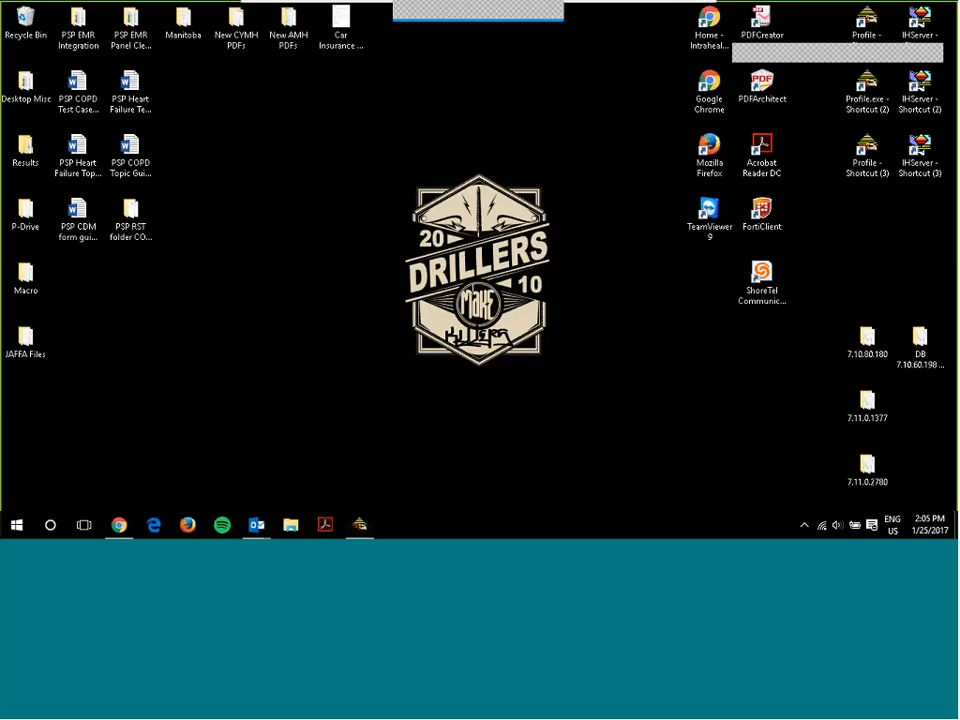 Recycle Bin
PSP EMR
Integration
PSP EMR
Panel Cle...
Manitoba
New CYMH
PDFs
New AMH
PDFs
Car
Insurance ...
Home -
Intraheal...
PDFCreator
Profile -
IHServer -
Desktop Misc
PSP COPD
Test Case...
PSP Heart
Failure Te...
Google
Chrome
PDFArchitect
Profile.exe -
Shortcut (2)
IHServer -
Shortcut (2)
Results
PSP Heart
Failure Top...
PSP COPD
Topic Gui...
Mozilla
Firefox
Acrobat
Reader DC
Profile -
Shortcut (3)
IHServer -
Shortcut (3)
P-Drive
PSP CDM
form gui...
PSP RST
folder CO...
TeamViewer
9
FortiClient
20
DRILLERS
10
MAKE
KILLERS
Macro
ShoreTel
Communic...
JAFFA Files
7.10.80.180
DB
7.10.60.198 ...
7.11.0.1377
7.11.0.2780
ENG
US
2:05 PM
1/25/2017